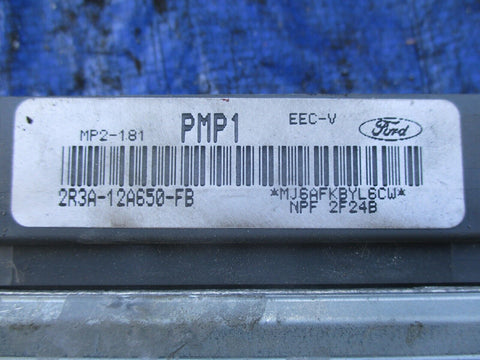 MP2-181 PMP1 EEC-V Ford
2R3A-12A650-FB *MJ6AFKBYL6CW*
NPF 2F24B